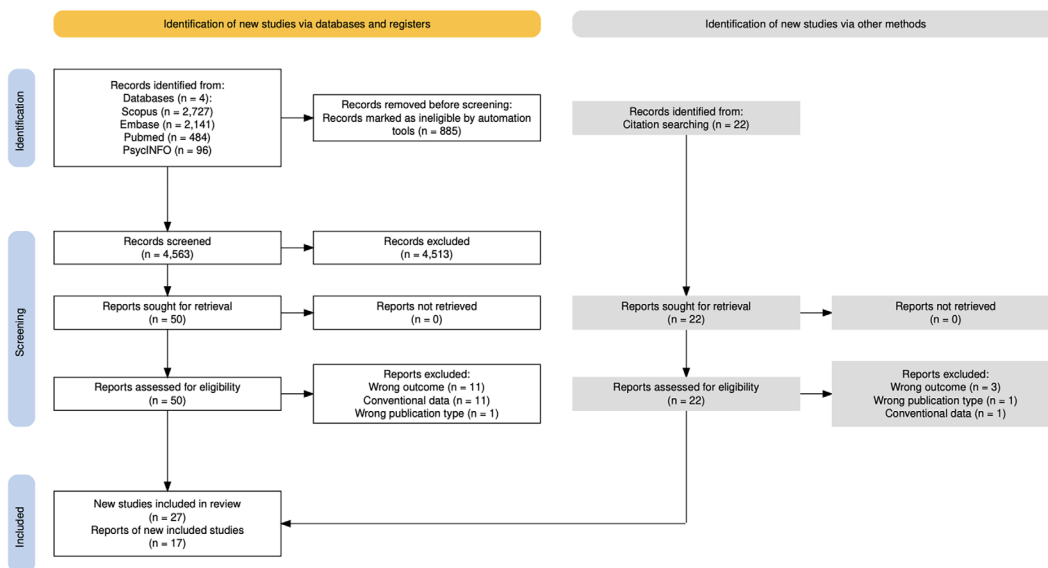 Identification of new studies via databases and registers
Identification of new studies via other methods
Identification
Records identified from:
Databases (n = 4):
Scopus (n = 2,727)
Embase (n = 2,141)
Pubmed (n = 484)
PsycINFO (n = 96)
Records removed before screening:
Records marked as ineligible by automation
tools (n = 885)
Records identified from:
Citation searching (n = 22)
Screening
Records screened
(n = 4,563)
Records excluded
(n = 4,513)
Reports sought for retrieval
(n = 50)
Reports not retrieved
(n = 0)
Reports sought for retrieval
(n = 22)
Reports not retrieved
(n = 0)
Reports assessed for eligibility
(n = 50)
Reports excluded:
Wrong outcome (n = 11)
Conventional data (n = 11)
Wrong publication type (n = 1)
Reports assessed for eligibility
(n = 22)
Reports excluded:
Wrong outcome (n = 3)
Wrong publication type (n = 1)
Conventional data (n = 1)
Included
New studies included in review
(n = 27)
Reports of new included studies
(n = 17)